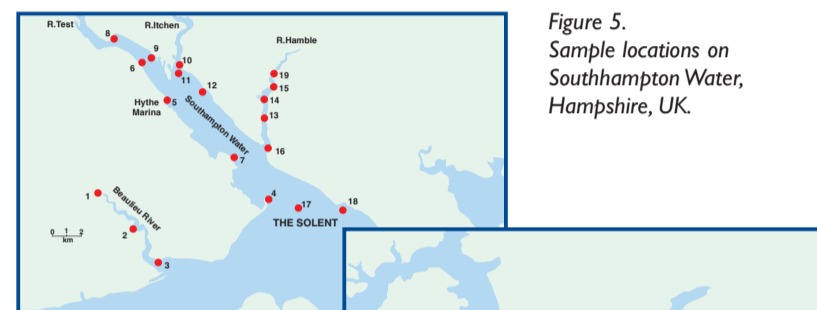 Figure 5.
Sample locations on
Southhampton Water,
Hampshire, UK.
R.Test
R.Itchen
R.Hamble
8
9
6
10
11
12
19
15
14
13
Hythe
Marina
5
Southampton Water
16
7
1
Beaulieu River
2
3
4
17
18
THE SOLENT
0 1 2
km